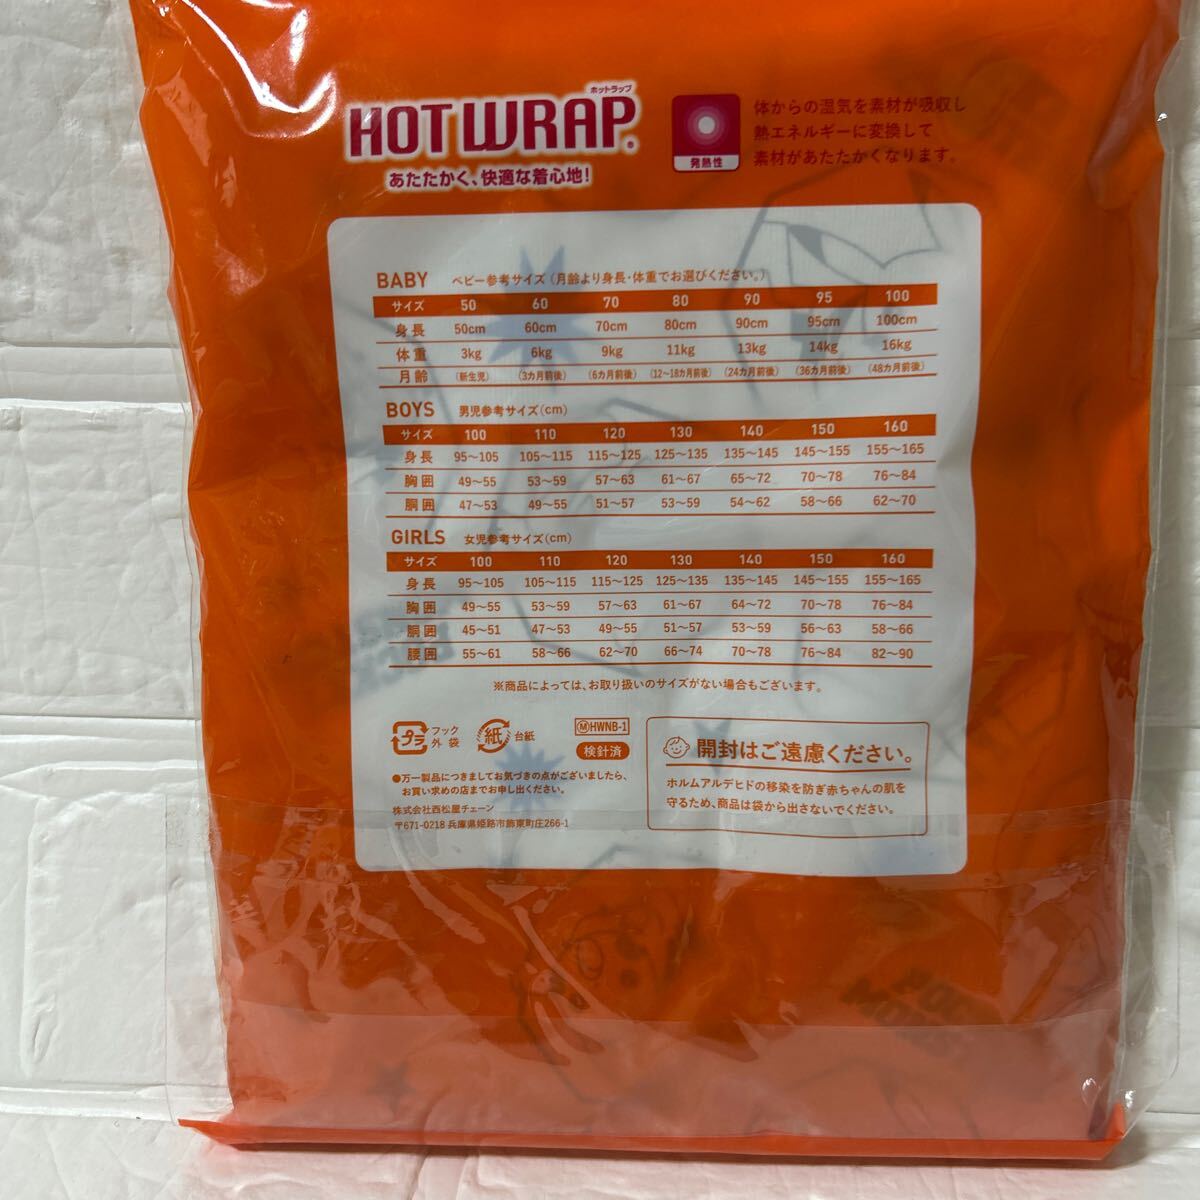 ホットラップ
HOTWRAP®
あたたかく、快適な着心地!
発熱性
体からの湿気を素材が吸収し
熱エネルギーに変換して
素材があたたかくなります。
BABY ベビー参考サイズ (月齢より身長・体重でお選びください。)
サイズ 50 60 70 80 90 95 100
身長 50cm 60cm 70cm 80cm 90cm 95cm 100cm
体重 3kg 6kg 9kg 11kg 13kg 14kg 16kg
月齢 (新生児) (3カ月前後) (6カ月前後) (12〜18カ月前後) (24カ月前後) (36カ月前後) (48カ月前後)
BOYS 男児参考サイズ(cm)
サイズ 100 110 120 130 140 150 160
身長 95〜105 105〜115 115〜125 125〜135 135〜145 145〜155 155〜165
胸囲 49〜55 53〜59 57〜63 61〜67 65〜72 70〜78 76〜84
胴囲 47〜53 49〜55 51〜57 53〜59 54〜62 58〜66 62〜70
GIRLS 女児参考サイズ(cm)
サイズ 100 110 120 130 140 150 160
身長 95〜105 105〜115 115〜125 125〜135 135〜145 145〜155 155〜165
胸囲 49〜55 53〜59 57〜63 61〜67 64〜72 70〜78 76〜84
胴囲 45〜51 47〜53 49〜55 51〜57 53〜59 56〜63 58〜66
腰囲 55〜61 58〜66 62〜70 66〜74 70〜78 76〜84 82〜90
※商品によっては、お取り扱いのサイズがない場合もございます。
プラ フック
外袋
紙 台紙
ⓂHWNB-1
検針済
●万一製品につきましてお気づきの点がございましたら、
お買い求めの店までお申し出ください。
株式会社西松屋チェーン
〒671-0218 兵庫県姫路市飾東町庄266-1
開封はご遠慮ください。
ホルムアルデヒドの移染を防ぎ赤ちゃんの肌を
守るため、商品は袋から出さないでください。